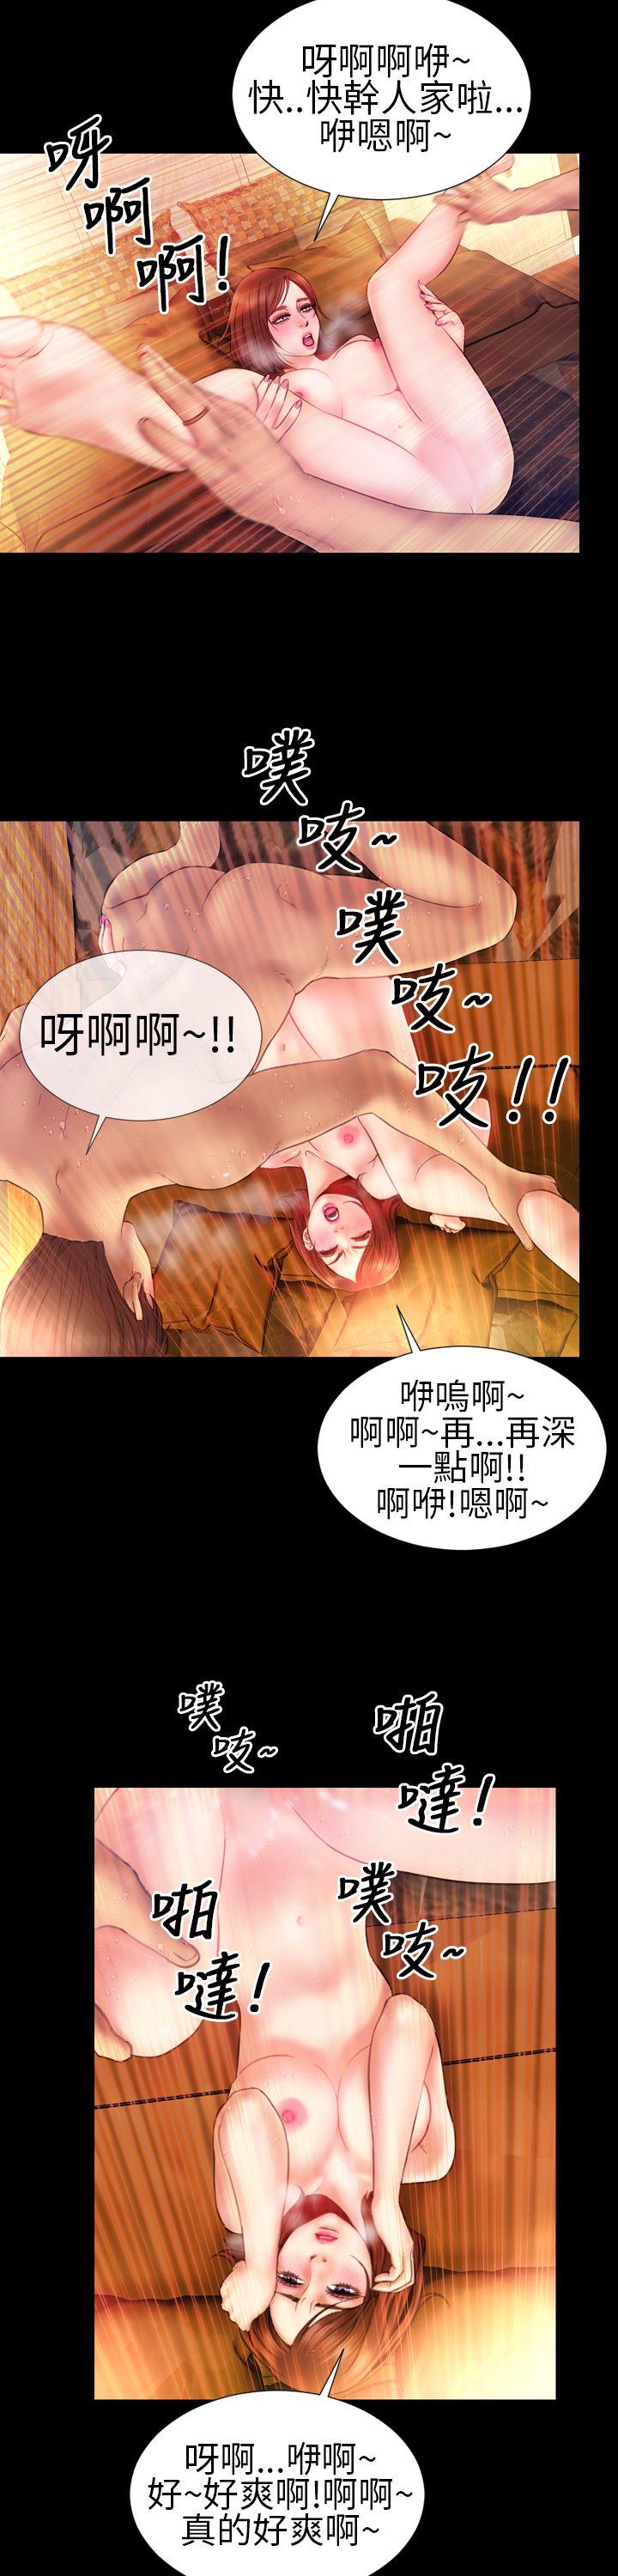 呀啊啊咿~
快..快幹人家啦...
咿嗯啊~
呀
啊
啊!
噗
吱~
噗
吱~
吱!!
呀啊啊~!!
咿嗚啊~
啊啊~再...再深
一點啊!!
啊咿!嗯啊~
噗
吱~
啪
噠!
啪
噠!
噗
吱~
呀啊...咿啊~
好~好爽啊!啊啊~
真的好爽啊~